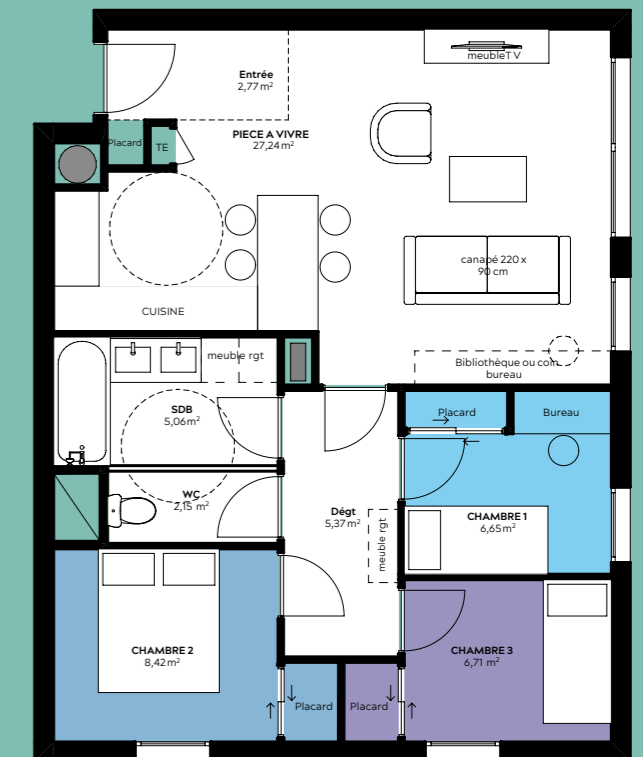 meubleT V
Entrée
2,77 m²
PIECE A VIVRE
27,24 m²
Placard
TE
canapé 220 x
90 cm
CUISINE
meuble rgt
Bibliothèque ou coin
bureau
SDB
5,06 m²
Placard
Bureau
WC
2,15 m²
Dégt
5,37 m²
meuble rgt
CHAMBRE 1
6,65 m²
CHAMBRE 2
8,42 m²
CHAMBRE 3
6,71 m²
Placard
Placard